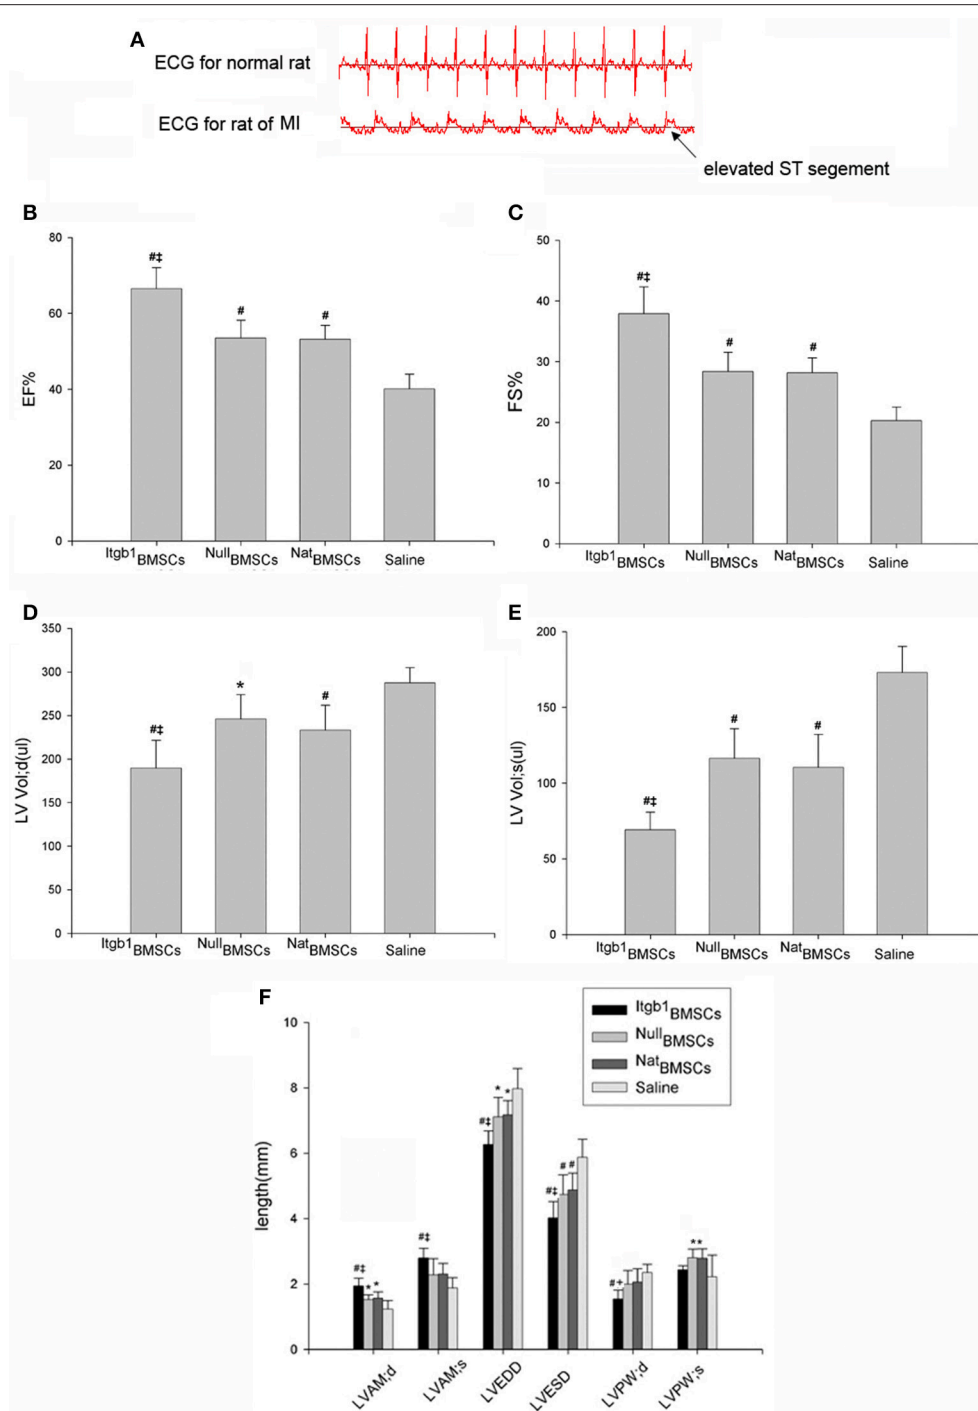 A
ECG for normal rat
ECG for rat of MI
elevated ST segement
B
EF%
80
60
40
20
0
#‡
#
#
Itgb1BMSCs
NullBMSCs
NatBMSCs
Saline
C
FS%
50
40
30
20
10
0
#‡
#
#
Itgb1BMSCs
NullBMSCs
NatBMSCs
Saline
D
LV Vol;d(ul)
350
300
250
200
150
100
50
0
#‡
*
#
Itgb1BMSCs
NullBMSCs
NatBMSCs
Saline
E
LV Vol;s(ul)
200
150
100
50
0
#‡
#
#
Itgb1BMSCs
NullBMSCs
NatBMSCs
Saline
F
Itgb1BMSCs
NullBMSCs
NatBMSCs
Saline
length(mm)
10
8
6
4
2
0
#‡
*
*
#‡
#‡
*
*
#‡
#
#
#+
**
LVAM;d
LVAM;s
LVEDD
LVESD
LVPW;d
LVPW;s